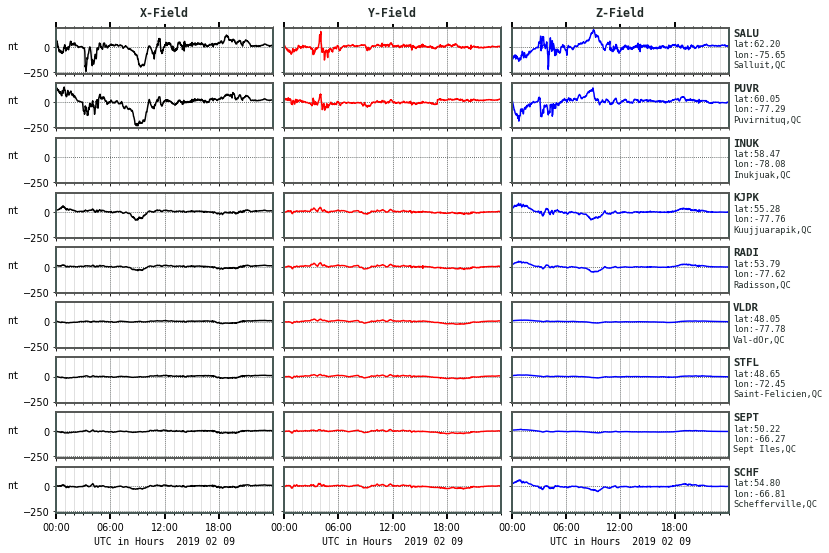 X-Field Y-Field Z-Field
nt 0 −250 SALU
lat:62.20
lon:-75.65
Salluit,QC
nt 0 −250 PUVR
lat:60.05
lon:-77.29
Puvirnituq,QC
nt 0 −250 INUK
lat:58.47
lon:-78.08
Inukjuak,QC
nt 0 −250 KJPK
lat:55.28
lon:-77.76
Kuujjuarapik,QC
nt 0 −250 RADI
lat:53.79
lon:-77.62
Radisson,QC
nt 0 −250 VLDR
lat:48.05
lon:-77.78
Val-dOr,QC
nt 0 −250 STFL
lat:48.65
lon:-72.45
Saint-Felicien,QC
nt 0 −250 SEPT
lat:50.22
lon:-66.27
Sept Iles,QC
nt 0 −250 SCHF
lat:54.80
lon:-66.81
Schefferville,QC
00:00 06:00 12:00 18:00 00:00 06:00 12:00 18:00 00:00 06:00 12:00 18:00
UTC in Hours 2019 02 09 UTC in Hours 2019 02 09 UTC in Hours 2019 02 09